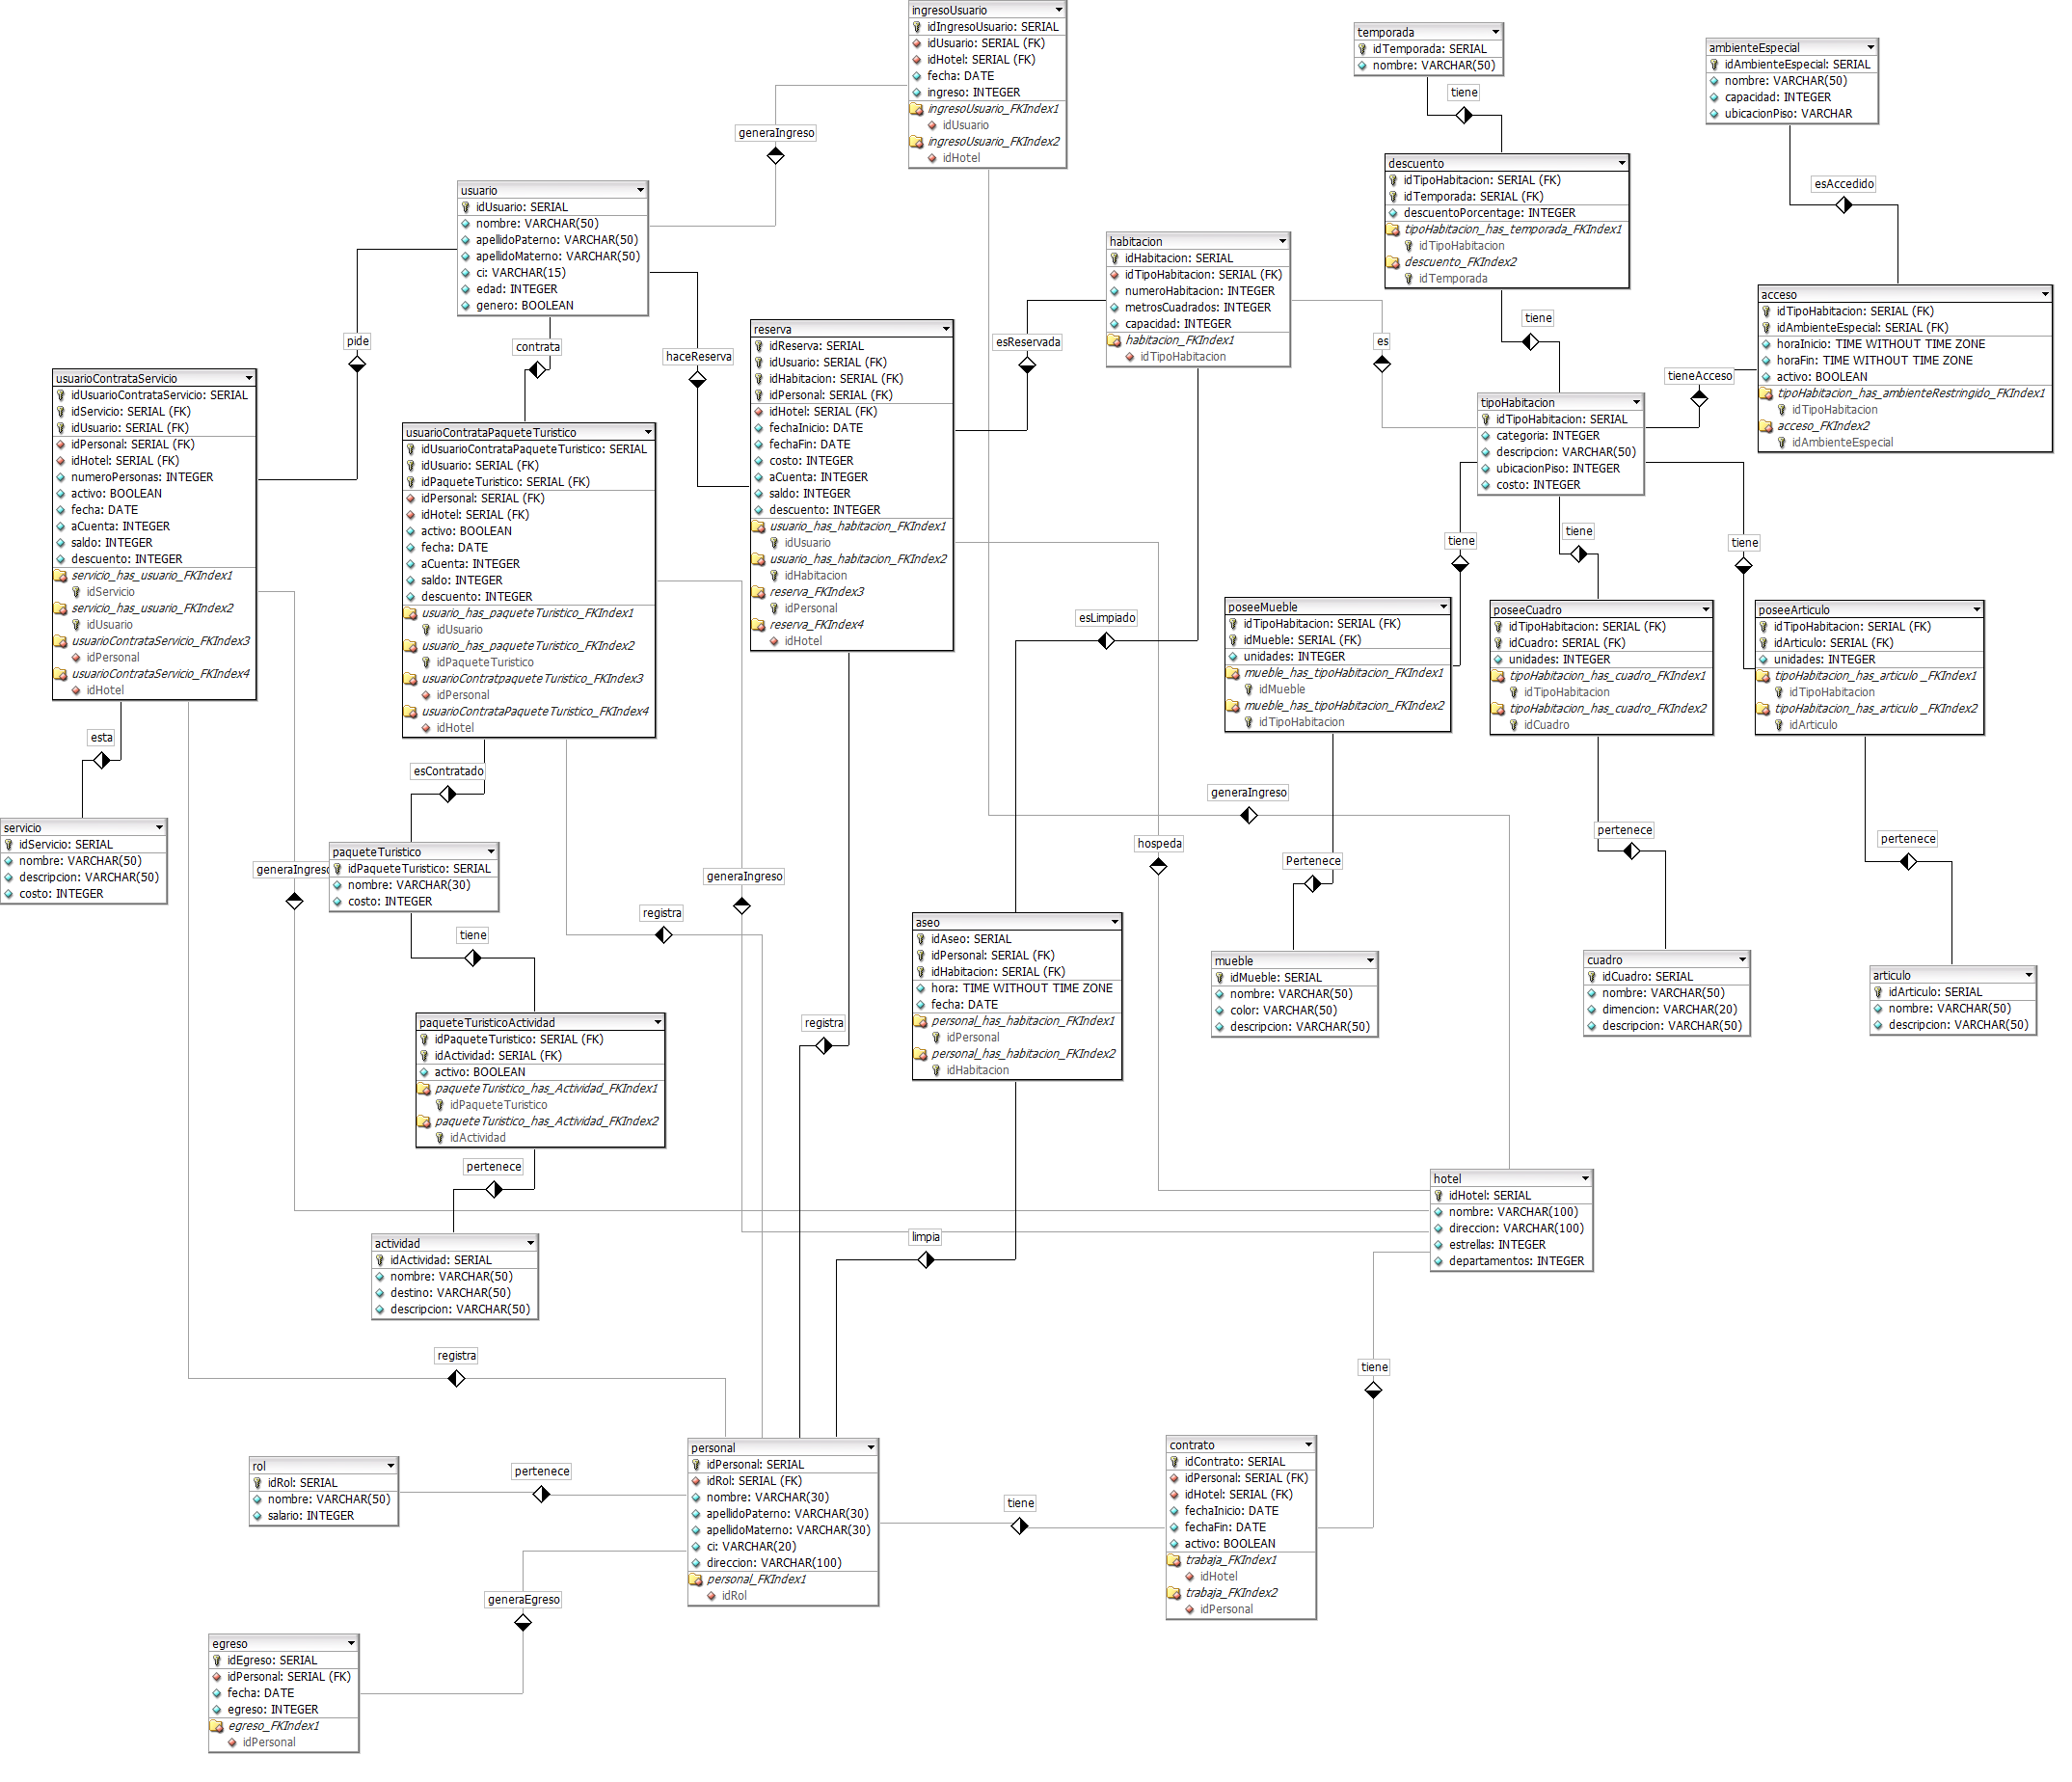 ingresoUsuario
idIngresoUsuario: SERIAL
idUsuario: SERIAL (FK)
idHotel: SERIAL (FK)
fecha: DATE
ingreso: INTEGER
ingresoUsuario_FKIndex1
idUsuario
ingresoUsuario_FKIndex2
idHotel
temporada
idTemporada: SERIAL
nombre: VARCHAR(50)
ambienteEspecial
idAmbienteEspecial: SERIAL
nombre: VARCHAR(50)
capacidad: INTEGER
ubicacionPiso: VARCHAR
tiene
generaIngreso
descuento
idTipoHabitacion: SERIAL (FK)
idTemporada: SERIAL (FK)
descuentoPorcentage: INTEGER
tipoHabitacion_has_temporada_FKIndex1
idTipoHabitacion
descuento_FKIndex2
idTemporada
esAccedido
usuario
idUsuario: SERIAL
nombre: VARCHAR(50)
apellidoPaterno: VARCHAR(50)
apellidoMaterno: VARCHAR(50)
ci: VARCHAR(15)
edad: INTEGER
genero: BOOLEAN
habitacion
idHabitacion: SERIAL
idTipoHabitacion: SERIAL (FK)
numeroHabitacion: INTEGER
metrosCuadrados: INTEGER
capacidad: INTEGER
habitacion_FKIndex1
idTipoHabitacion
acceso
idTipoHabitacion: SERIAL (FK)
idAmbienteEspecial: SERIAL (FK)
horaInicio: TIME WITHOUT TIME ZONE
horaFin: TIME WITHOUT TIME ZONE
activo: BOOLEAN
tipoHabitacion_has_ambienteRestringido_FKIndex1
idTipoHabitacion
acceso_FKIndex2
idAmbienteEspecial
pide
contrata
haceReserva
esReservada
es
tiene
tieneAcceso
reserva
idReserva: SERIAL
idUsuario: SERIAL (FK)
idHabitacion: SERIAL (FK)
idPersonal: SERIAL (FK)
idHotel: SERIAL (FK)
fechaInicio: DATE
fechaFin: DATE
costo: INTEGER
aCuenta: INTEGER
saldo: INTEGER
descuento: INTEGER
usuario_has_habitacion_FKIndex1
idUsuario
usuario_has_habitacion_FKIndex2
idHabitacion
reserva_FKIndex3
idPersonal
reserva_FKIndex4
idHotel
usuarioContrataServicio
idUsuarioContrataServicio: SERIAL
idServicio: SERIAL (FK)
idUsuario: SERIAL (FK)
idPersonal: SERIAL (FK)
idHotel: SERIAL (FK)
numeroPersonas: INTEGER
activo: BOOLEAN
fecha: DATE
aCuenta: INTEGER
saldo: INTEGER
descuento: INTEGER
servicio_has_usuario_FKIndex1
idServicio
servicio_has_usuario_FKIndex2
idUsuario
usuarioContrataServicio_FKIndex3
idPersonal
usuarioContrataServicio_FKIndex4
idHotel
usuarioContrataPaqueteTuristico
idUsuarioContrataPaqueteTuristico: SERIAL
idUsuario: SERIAL (FK)
idPaqueteTuristico: SERIAL (FK)
idPersonal: SERIAL (FK)
idHotel: SERIAL (FK)
activo: BOOLEAN
fecha: DATE
aCuenta: INTEGER
saldo: INTEGER
descuento: INTEGER
usuario_has_paqueteTuristico_FKIndex1
idUsuario
usuario_has_paqueteTuristico_FKIndex2
idPaqueteTuristico
usuarioContratpaqueteTuristico_FKIndex3
idPersonal
usuarioContrataPaqueteTuristico_FKIndex4
idHotel
tipoHabitacion
idTipoHabitacion: SERIAL
categoria: INTEGER
descripcion: VARCHAR(50)
ubicacionPiso: INTEGER
costo: INTEGER
tiene
tiene
tiene
poseeMueble
idTipoHabitacion: SERIAL (FK)
idMueble: SERIAL (FK)
unidades: INTEGER
mueble_has_tipoHabitacion_FKIndex1
idMueble
mueble_has_tipoHabitacion_FKIndex2
idTipoHabitacion
poseeCuadro
idTipoHabitacion: SERIAL (FK)
idCuadro: SERIAL (FK)
unidades: INTEGER
tipoHabitacion_has_cuadro_FKIndex1
idTipoHabitacion
tipoHabitacion_has_cuadro_FKIndex2
idCuadro
poseeArticulo
idTipoHabitacion: SERIAL (FK)
idArticulo: SERIAL (FK)
unidades: INTEGER
tipoHabitacion_has_articulo _FKIndex1
idTipoHabitacion
tipoHabitacion_has_articulo _FKIndex2
idArticulo
esLimpiado
esta
esContratado
generaIngreso
servicio
idServicio: SERIAL
nombre: VARCHAR(50)
descripcion: VARCHAR(50)
costo: INTEGER
generaIngreso
paqueteTuristico
idPaqueteTuristico: SERIAL
nombre: VARCHAR(30)
costo: INTEGER
generaIngreso
hospeda
Pertenece
pertenece
pertenece
registra
tiene
aseo
idAseo: SERIAL
idPersonal: SERIAL (FK)
idHabitacion: SERIAL (FK)
hora: TIME WITHOUT TIME ZONE
fecha: DATE
personal_has_habitacion_FKIndex1
idPersonal
personal_has_habitacion_FKIndex2
idHabitacion
mueble
idMueble: SERIAL
nombre: VARCHAR(50)
color: VARCHAR(50)
descripcion: VARCHAR(50)
cuadro
idCuadro: SERIAL
nombre: VARCHAR(50)
dimencion: VARCHAR(20)
descripcion: VARCHAR(50)
articulo
idArticulo: SERIAL
nombre: VARCHAR(50)
descripcion: VARCHAR(50)
registra
paqueteTuristicoActividad
idPaqueteTuristico: SERIAL (FK)
idActividad: SERIAL (FK)
activo: BOOLEAN
paqueteTuristico_has_Actividad_FKIndex1
idPaqueteTuristico
paqueteTuristico_has_Actividad_FKIndex2
idActividad
pertenece
hotel
idHotel: SERIAL
nombre: VARCHAR(100)
direccion: VARCHAR(100)
estrellas: INTEGER
departamentos: INTEGER
limpia
actividad
idActividad: SERIAL
nombre: VARCHAR(50)
destino: VARCHAR(50)
descripcion: VARCHAR(50)
registra
tiene
rol
idRol: SERIAL
nombre: VARCHAR(50)
salario: INTEGER
pertenece
personal
idPersonal: SERIAL
idRol: SERIAL (FK)
nombre: VARCHAR(30)
apellidoPaterno: VARCHAR(30)
apellidoMaterno: VARCHAR(30)
ci: VARCHAR(20)
direccion: VARCHAR(100)
personal_FKIndex1
idRol
tiene
contrato
idContrato: SERIAL
idPersonal: SERIAL (FK)
idHotel: SERIAL (FK)
fechaInicio: DATE
fechaFin: DATE
activo: BOOLEAN
trabaja_FKIndex1
idHotel
trabaja_FKIndex2
idPersonal
generaEgreso
egreso
idEgreso: SERIAL
idPersonal: SERIAL (FK)
fecha: DATE
egreso: INTEGER
egreso_FKIndex1
idPersonal